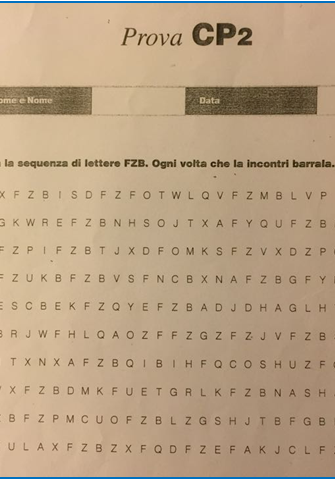 Prova CP2
ome e Nome Data
la sequenza di lettere FZB. Ogni volta che la incontri barrala.
X F Z B I S D F Z F O T W L Q V F Z M B L V P
G K W R E F Z B N H S O J T X A F Y Q U F Z B
F Z P I F Z B T J X D F O M K S F Z V X D Z P
F Z U K B F Z B V S F N C B X N A F Z B G F Y
E S C B E K F Z Q Y E F Z B A D J D H A G L H
B R J W F H L Q A O Z F F Z G Z F Z J V F Z B
T X N X A F Z B Q I B I H F Q C O S H U Z F
V X F Z B D M K F U E T G R L K F Z B N A S H
Z B F Z P M C U O F Z B L Z G S H J T B F G B
U L A X F Z B Z X F Q D F Z E F A K J C L F